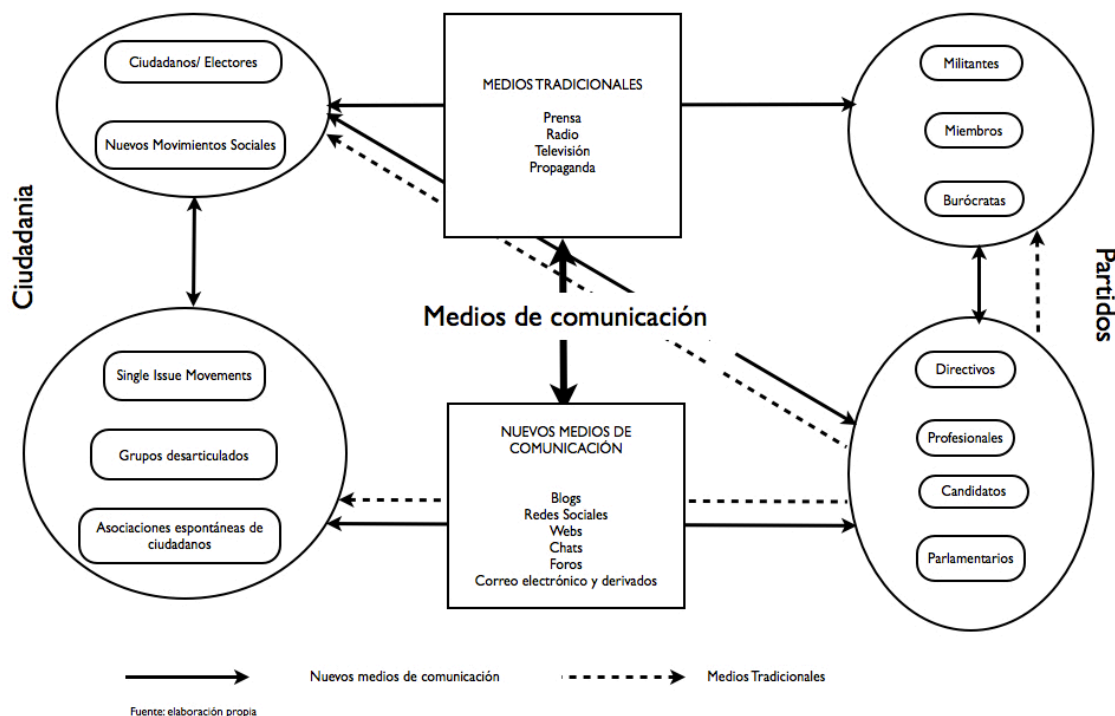 Ciudadania
Ciudadanos/ Electores
Nuevos Movimientos Sociales
Single Issue Movements
Grupos desarticulados
Asociaciones espontáneas de
ciudadanos
MEDIOS TRADICIONALES
Prensa
Radio
Televisión
Propaganda
Medios de comunicación
NUEVOS MEDIOS DE
COMUNICACIÓN
Blogs
Redes Sociales
Webs
Chats
Foros
Correo electrónico y derivados
Militantes
Miembros
Burócratas
Partidos
Directivos
Profesionales
Candidatos
Parlamentarios
Nuevos medios de comunicación
Medios Tradicionales
Fuente: elaboración propia